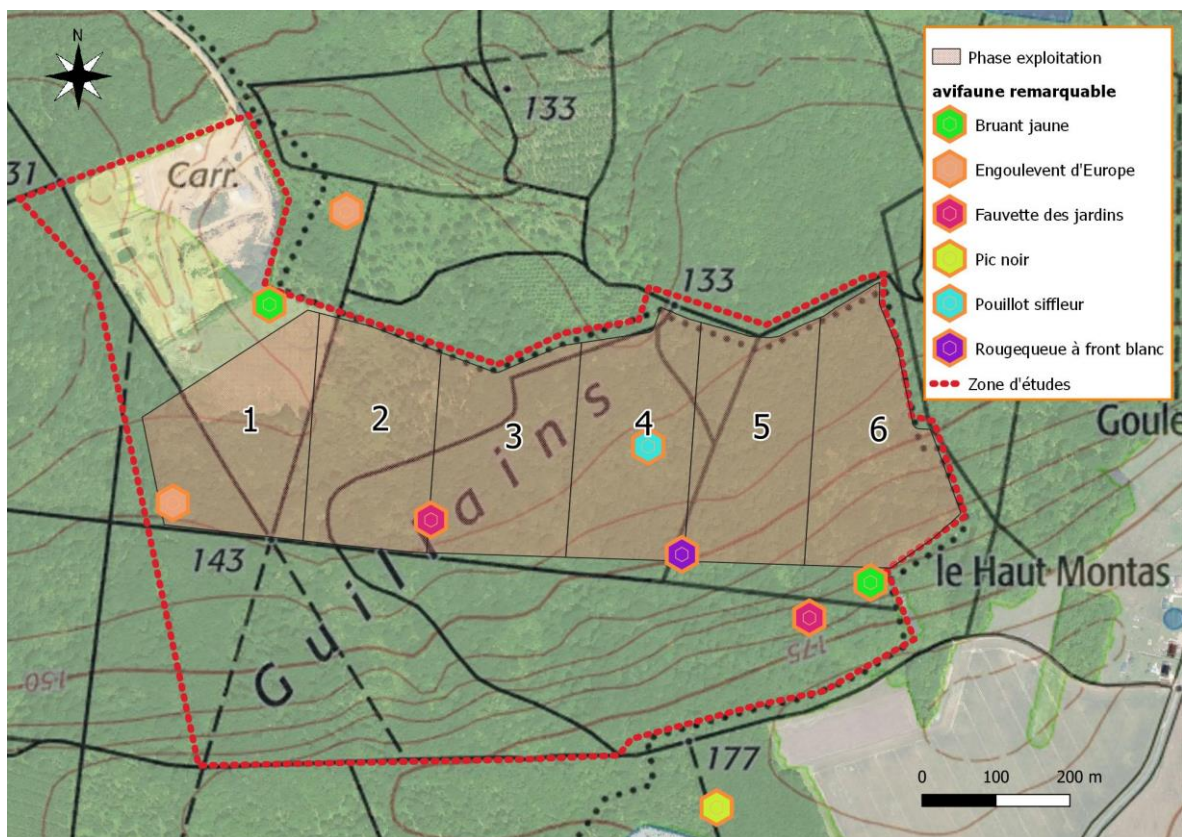 N
133
31
Carr.
133
Phase exploitation
avifaune remarquable
Bruant jaune
Engoulevent d'Europe
Fauvette des jardins
Pic noir
Pouillot siffleur
Rougequeue à front blanc
Zone d'études
1
2
3
4
5
6
Goule
143
le Haut Montas
150
175
177
0 100 200 m